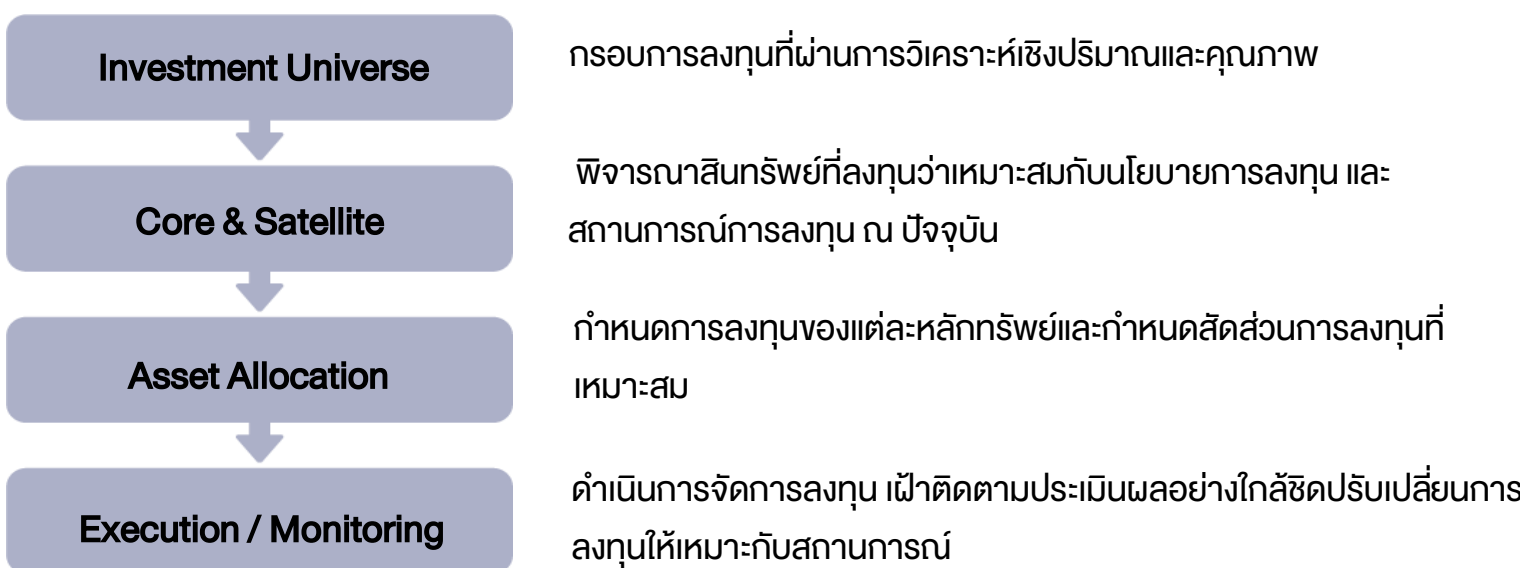 Investment Universe
กรอบการลงทุนที่ผ่านการวิเคราะห์เชิงปริมาณและคุณภาพ
Core & Satellite
พิจารณาสินทรัพย์ที่ลงทุนว่าเหมาะสมกับนโยบายการลงทุน และ
สถานการณ์การลงทุน ณ ปัจจุบัน
Asset Allocation
กำหนดการลงทุนของแต่ละหลักทรัพย์และกำหนดสัดส่วนการลงทุนที่
เหมาะสม
Execution / Monitoring
ดำเนินการจัดการลงทุน เฝ้าติดตามประเมินผลอย่างใกล้ชิดปรับเปลี่ยนการ
ลงทุนให้เหมาะกับสถานการณ์